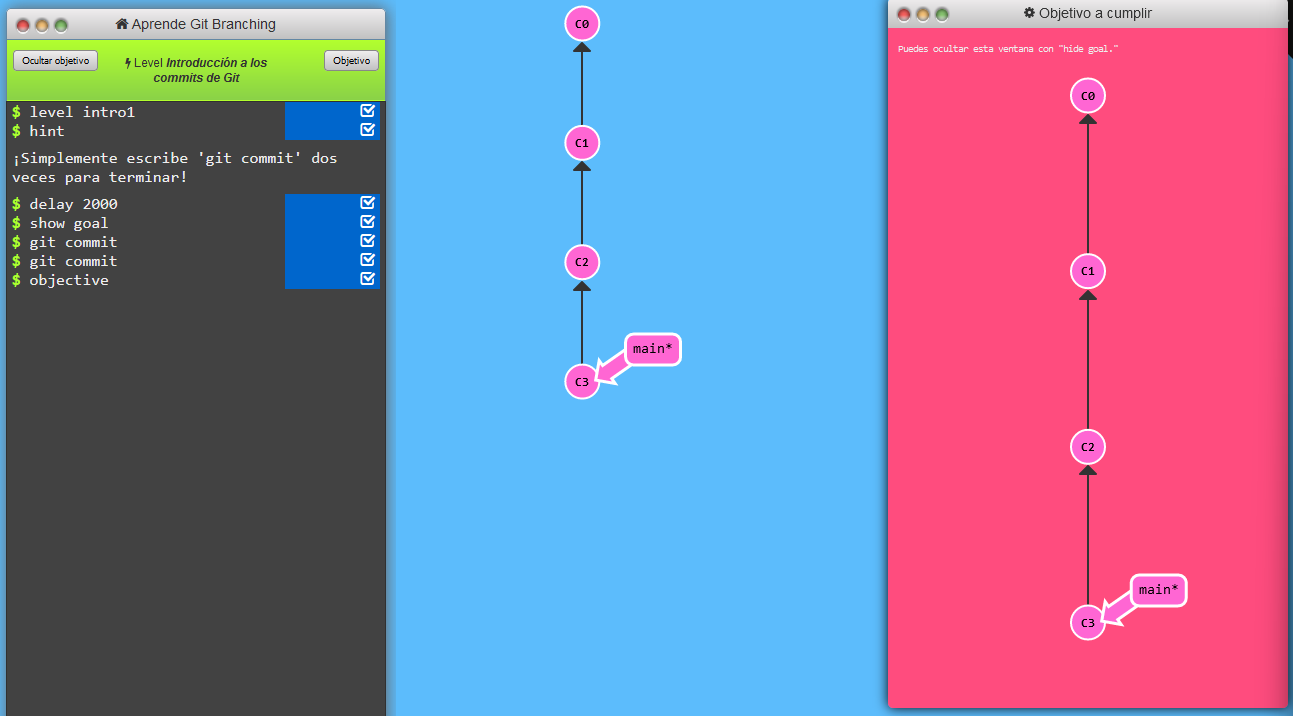 Aprende Git Branching
Ocultar objetivo
Level Introducción a los
commits de Git
Objetivo
$ level intro1
$ hint
¡Simplemente escribe 'git commit' dos
veces para terminar!
$ delay 2000
$ show goal
$ git commit
$ git commit
$ objective
C0
C1
C2
main*
C3
Objetivo a cumplir
Puedes ocultar esta ventana con "hide goal."
C0
C1
C2
main*
C3